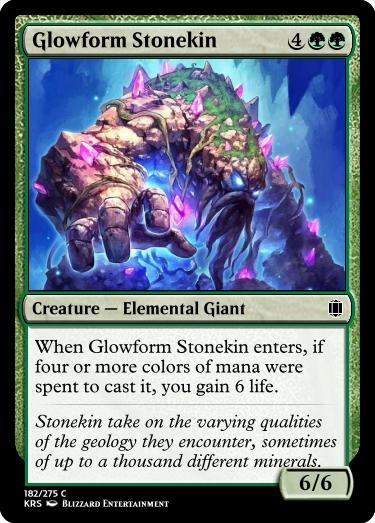 Glowform Stonekin 4
Creature — Elemental Giant
When Glowform Stonekin enters, if
four or more colors of mana were
spent to cast it, you gain 6 life.
Stonekin take on the varying qualities
of the geology they encounter, sometimes
of up to a thousand different minerals.
6/6
182/275 C
KRS Blizzard Entertainment